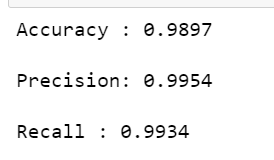 Accuracy : 0.9897
Precision: 0.9954
Recall : 0.9934